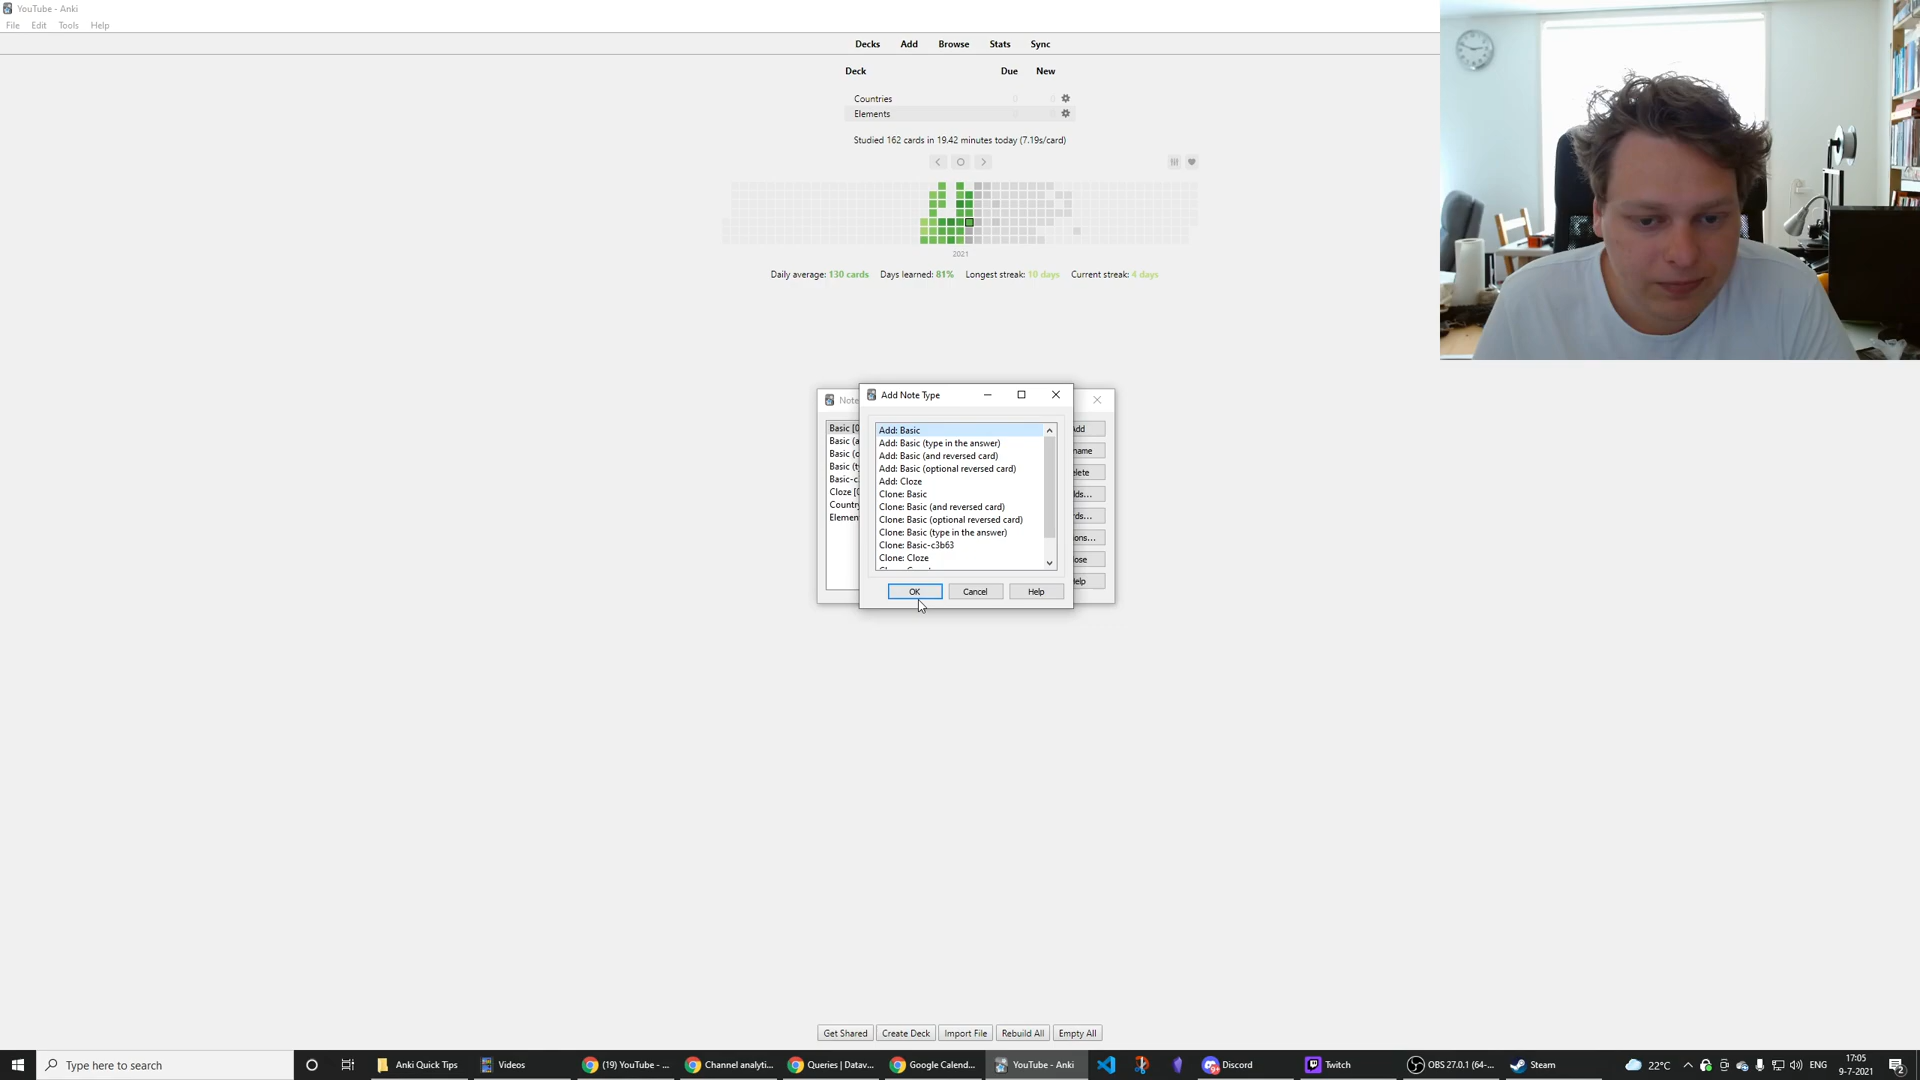 YouTube - Anki
File Edit Tools Help
Decks Add Browse Stats Sync
Deck Due New
Countries
Elements
Studied 162 cards in 19.42 minutes today (7.19s/card)
2021
Daily average: 130 cards Days learned: 81% Longest streak: 10 days Current streak: 4 days
Add Note Type
Note
Add: Basic
Add: Basic (type in the answer)
Add: Basic (and reversed card)
Add: Basic (optional reversed card)
Add: Cloze
Clone: Basic
Clone: Basic (and reversed card)
Clone: Basic (optional reversed card)
Clone: Basic (type in the answer)
Clone: Basic-c3b63
Clone: Cloze
OK Cancel Help
Get Shared Create Deck Import File Rebuild All Empty All
Type here to search
Anki Quick Tips
Videos
(19) YouTube - ...
Channel analyti...
Queries | Datav...
Google Calend...
YouTube - Anki
Discord
Twitch
OBS 27.0.1 (64-...
Steam
22°C
ENG
17:05
9-7-2021